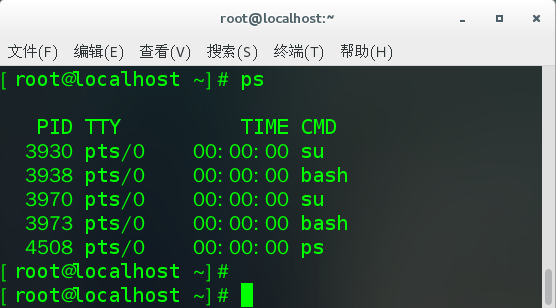 root@localhost:~
文件(F) 编辑(E) 查看(V) 搜索(S) 终端(T) 帮助(H)
[root@localhost ~]# ps
PID TTY TIME CMD
3930 pts/0 00:00:00 su
3938 pts/0 00:00:00 bash
3970 pts/0 00:00:00 su
3973 pts/0 00:00:00 bash
4508 pts/0 00:00:00 ps
[root@localhost ~]#
[root@localhost ~]#